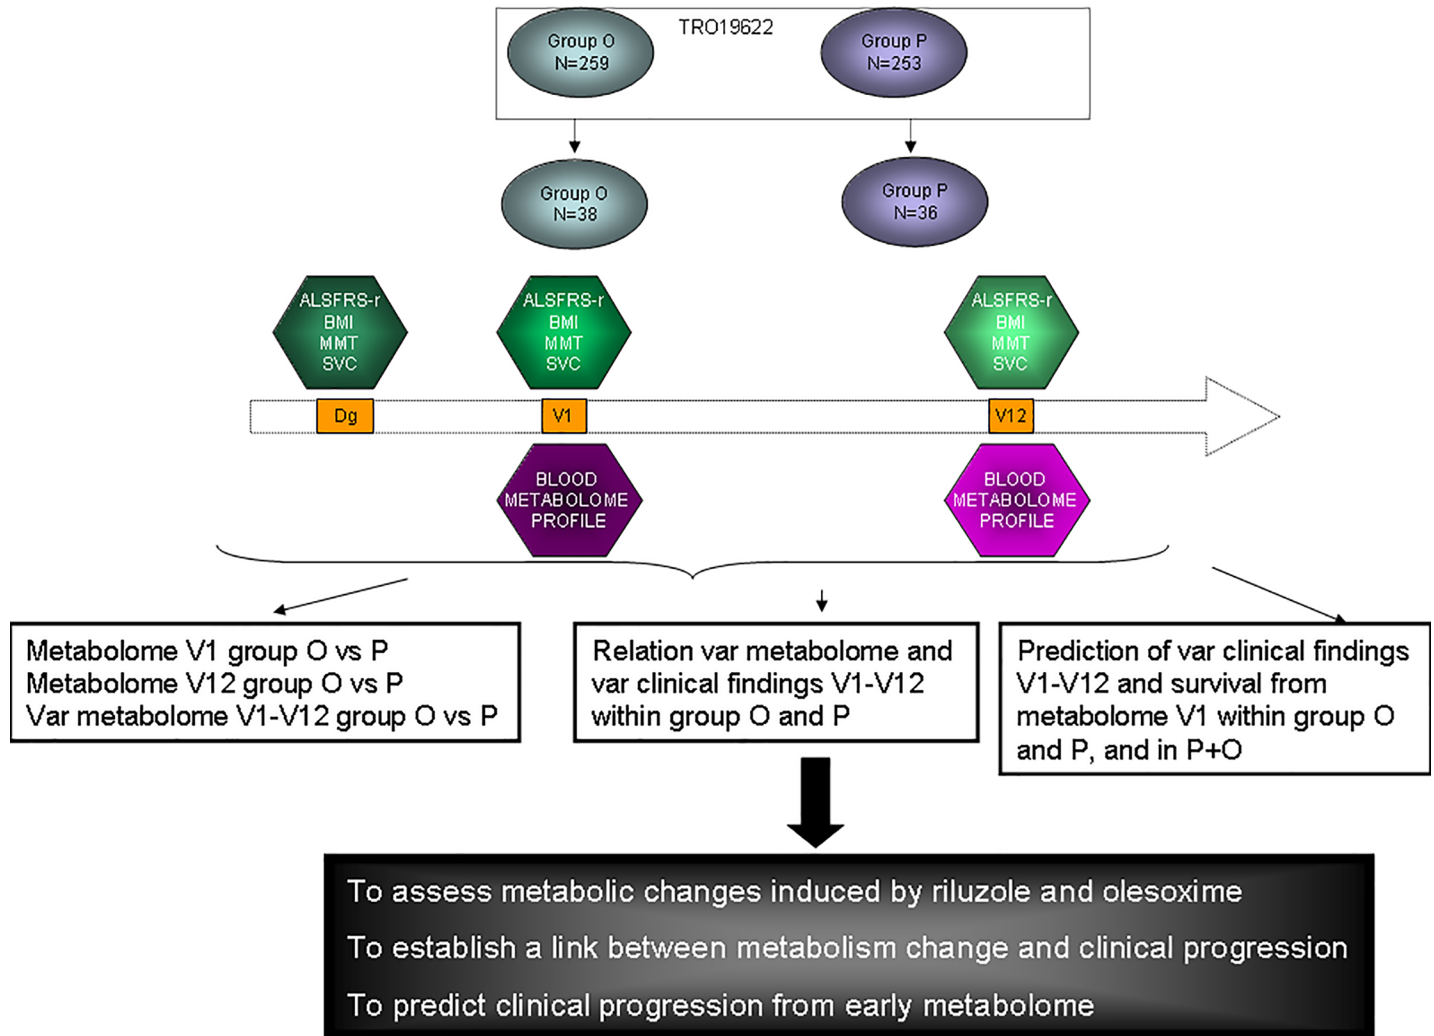 TRO19622
Group O
N=259
Group P
N=253
Group O
N=38
Group P
N=36
ALSFRS-r
BMI
MMT
SVC
ALSFRS-r
BMI
MMT
SVC
ALSFRS-r
BMI
MMT
SVC
Dg
V1
V12
BLOOD
METABOLOME
PROFILE
BLOOD
METABOLOME
PROFILE
Metabolome V1 group O vs P
Metabolome V12 group O vs P
Var metabolome V1-V12 group O vs P
Relation var metabolome and
var clinical findings V1-V12
within group O and P
Prediction of var clinical findings
V1-V12 and survival from
metabolome V1 within group O
and P, and in P+O
To assess metabolic changes induced by riluzole and olesoxime
To establish a link between metabolism change and clinical progression
To predict clinical progression from early metabolome